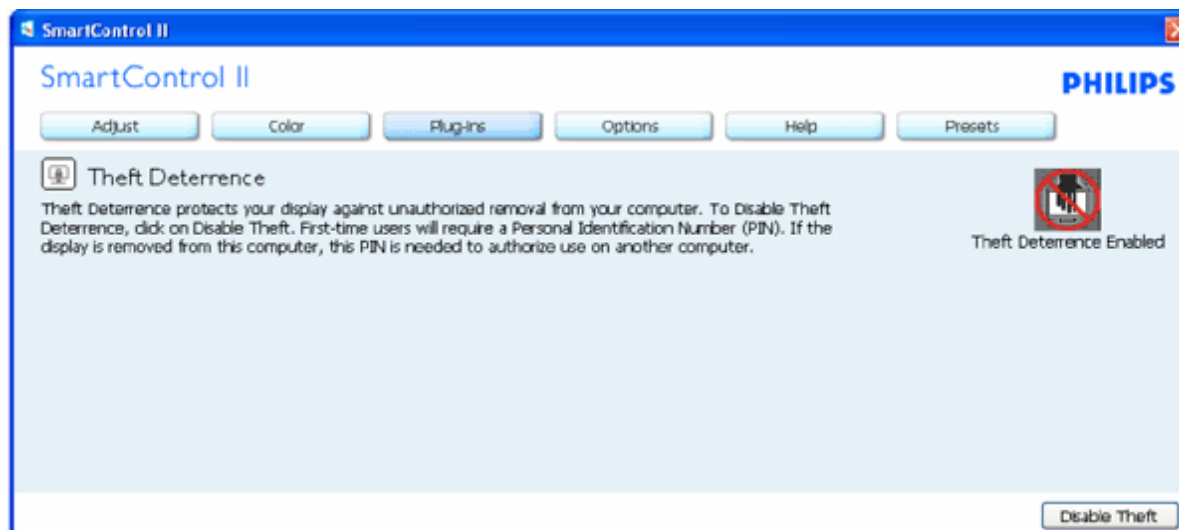 SmartControl II
SmartControl II
PHILIPS
Adjust Color Plug-Ins Options Help Presets
Theft Deterrence
Theft Deterrence protects your display against unauthorized removal from your computer. To Disable Theft
Deterrence, click on Disable Theft. First-time users will require a Personal Identification Number (PIN). If the
display is removed from this computer, this PIN is needed to authorize use on another computer.
Theft Deterrence Enabled
Disable Theft